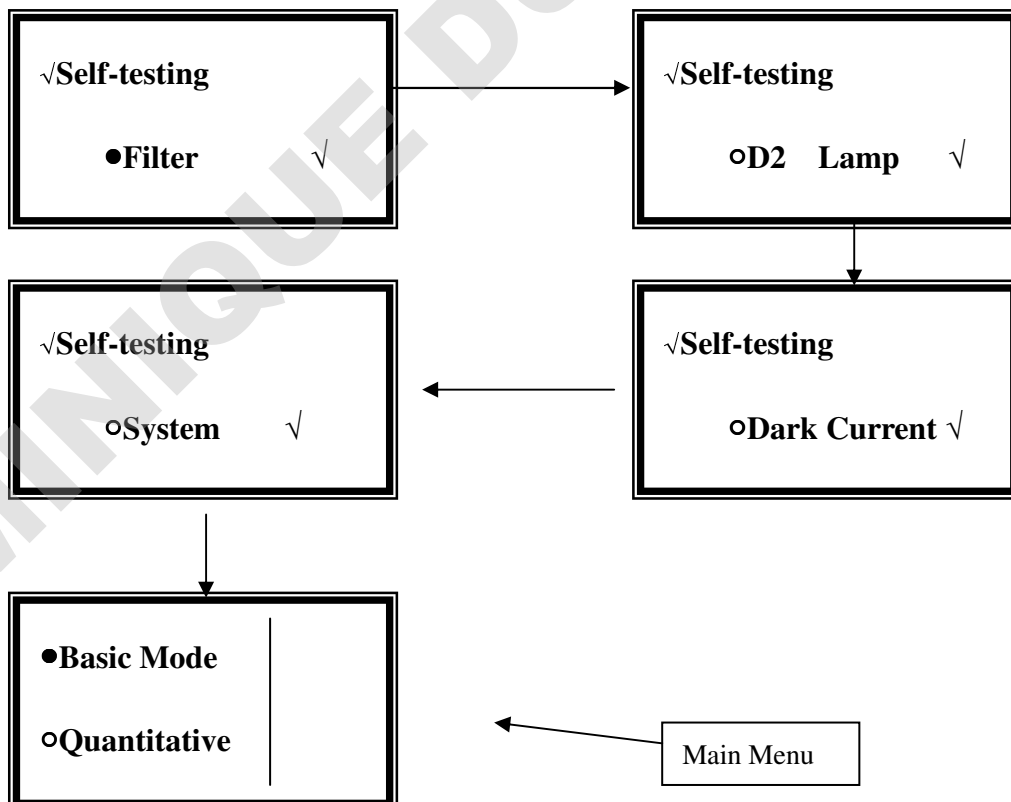 √Self-testing
●Filter √
√Self-testing
○D2 Lamp √
√Self-testing
○System √
√Self-testing
○Dark Current √
●Basic Mode
○Quantitative
Main Menu
MINIQUE D